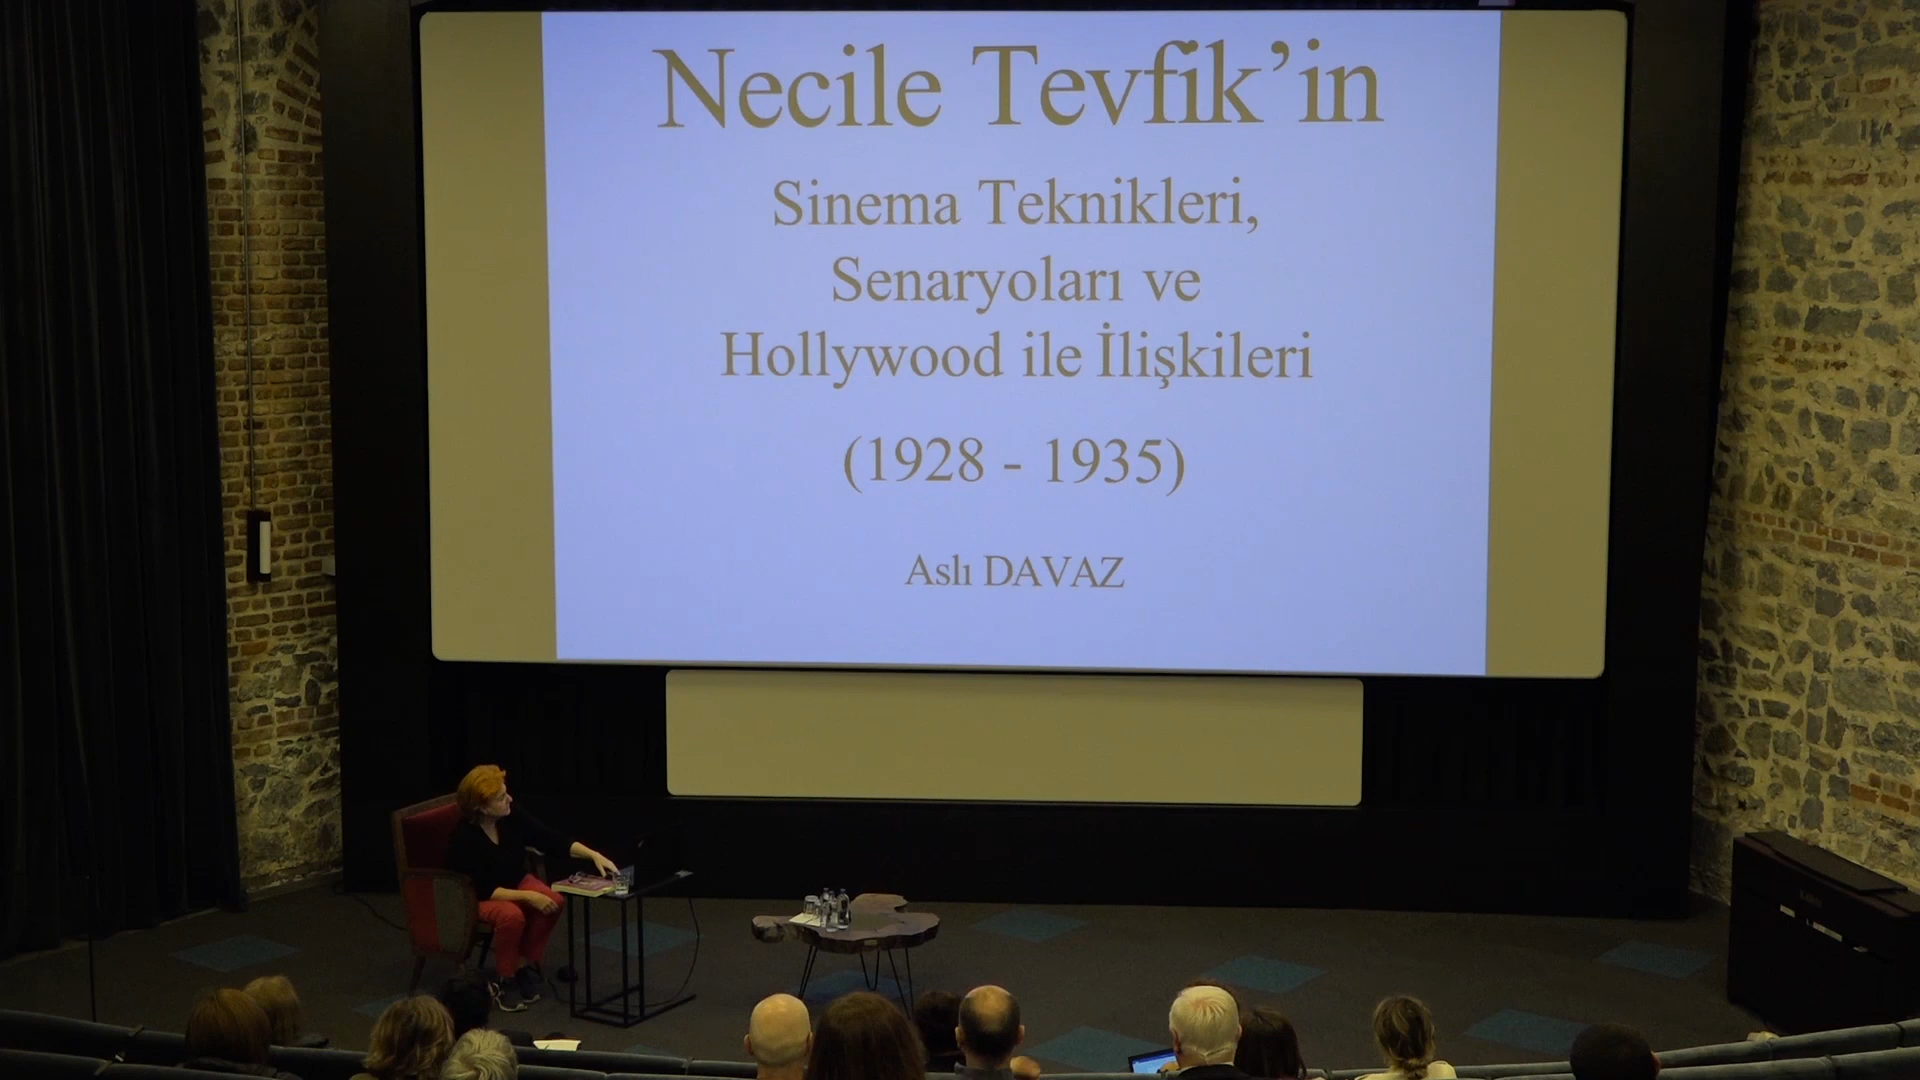 Necile Tevfik’in
Sinema Teknikleri,
Senaryoları ve
Hollywood ile İlişkileri
(1928 - 1935)
Aslı DAVAZ